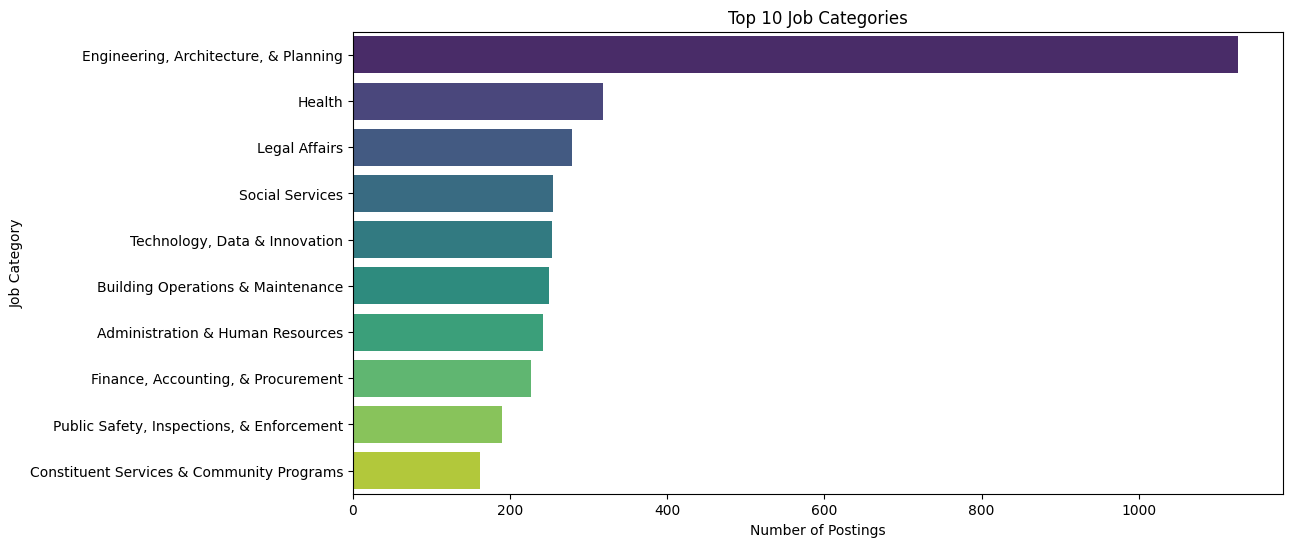 Top 10 Job Categories
Job Category
Engineering, Architecture, & Planning
Health
Legal Affairs
Social Services
Technology, Data & Innovation
Building Operations & Maintenance
Administration & Human Resources
Finance, Accounting, & Procurement
Public Safety, Inspections, & Enforcement
Constituent Services & Community Programs
0 200 400 600 800 1000
Number of Postings